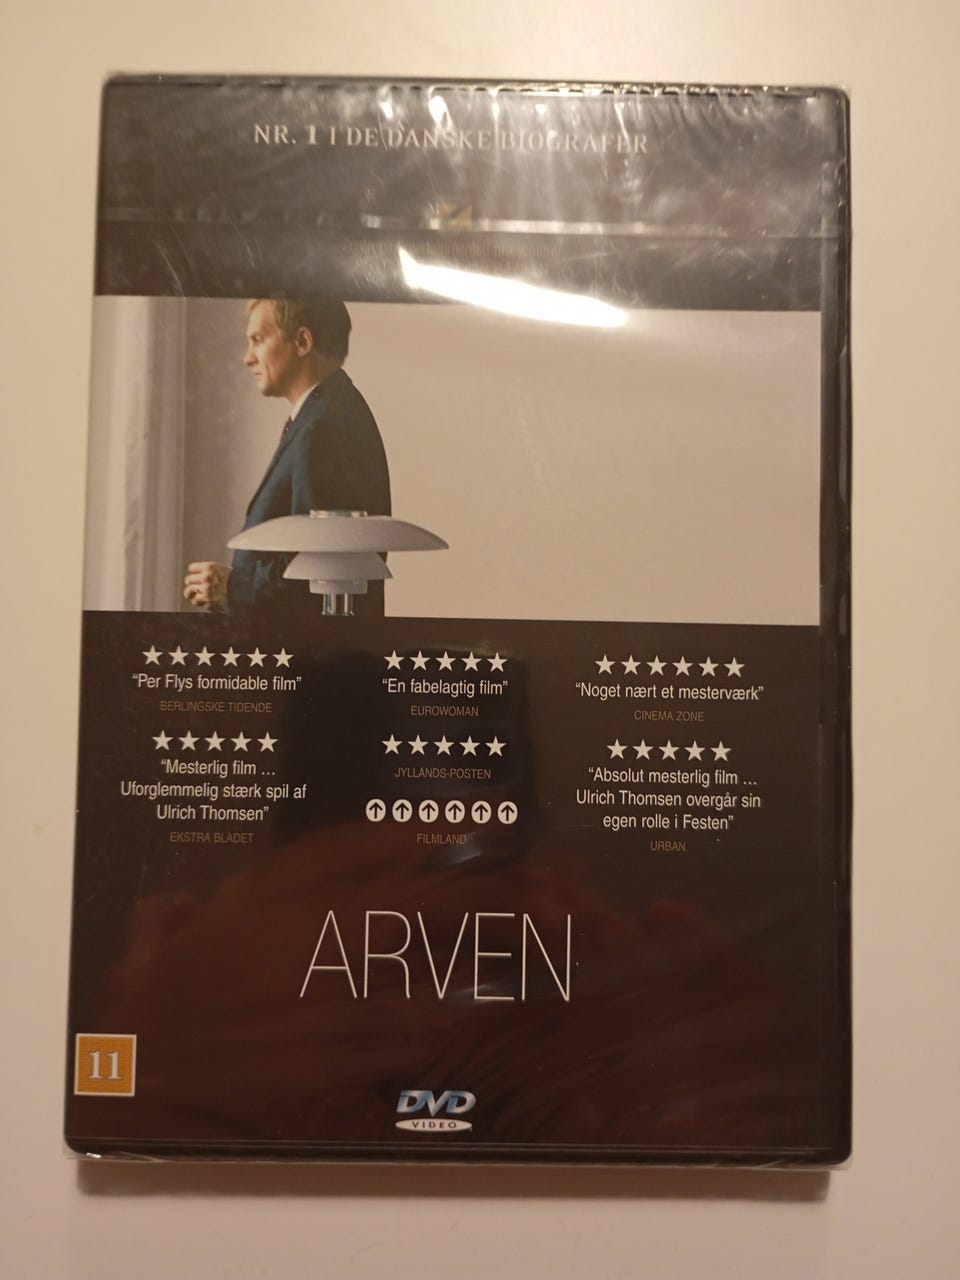 NR. 1 I DE DANSKE BIOGRAFER
★★★★★★
"Per Flys formidable film"
BERLINGSKE TIDENDE
★★★★★
"En fabelagtig film"
EUROWOMAN
★★★★★★
"Noget nært et mesterværk"
CINEMA ZONE
★★★★★
"Mesterlig film ...
Uforglemmelig stærk spil af
Ulrich Thomsen"
EKSTRA BLADET
★★★★★
JYLLANDS-POSTEN
FILMLAND
★★★★★
"Absolut mesterlig film ...
Ulrich Thomsen overgår sin
egen rolle i Festen"
URBAN
ARVEN
11
DVD
VIDEO